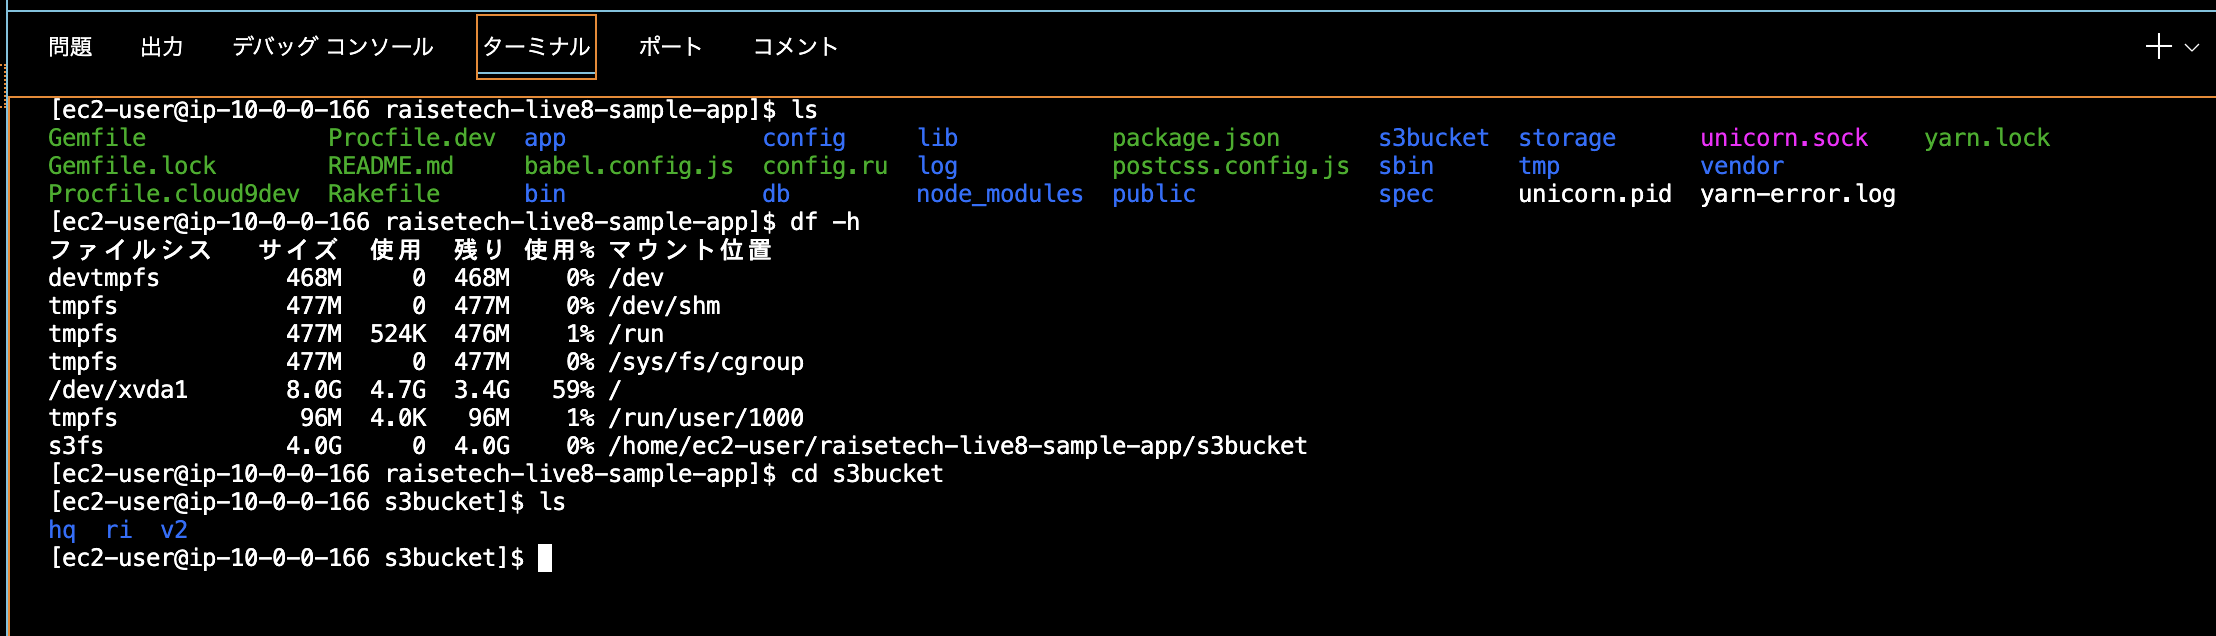 問題 出力 デバッグ コンソール ターミナル ポート コメント
[ec2-user@ip-10-0-0-166 raisetech-live8-sample-app]$ ls
Gemfile Procfile.dev app config lib package.json s3bucket storage unicorn.sock yarn.lock
Gemfile.lock README.md babel.config.js config.ru log postcss.config.js sbin tmp vendor
Procfile.cloud9dev Rakefile bin db node_modules public spec unicorn.pid yarn-error.log
[ec2-user@ip-10-0-0-166 raisetech-live8-sample-app]$ df -h
ファイルシス サイズ 使用 残り 使用% マウント位置
devtmpfs 468M 0 468M 0% /dev
tmpfs 477M 0 477M 0% /dev/shm
tmpfs 477M 524K 476M 1% /run
tmpfs 477M 0 477M 0% /sys/fs/cgroup
/dev/xvda1 8.0G 4.7G 3.4G 59% /
tmpfs 96M 4.0K 96M 1% /run/user/1000
s3fs 4.0G 0 4.0G 0% /home/ec2-user/raisetech-live8-sample-app/s3bucket
[ec2-user@ip-10-0-0-166 raisetech-live8-sample-app]$ cd s3bucket
[ec2-user@ip-10-0-0-166 s3bucket]$ ls
hq ri v2
[ec2-user@ip-10-0-0-166 s3bucket]$